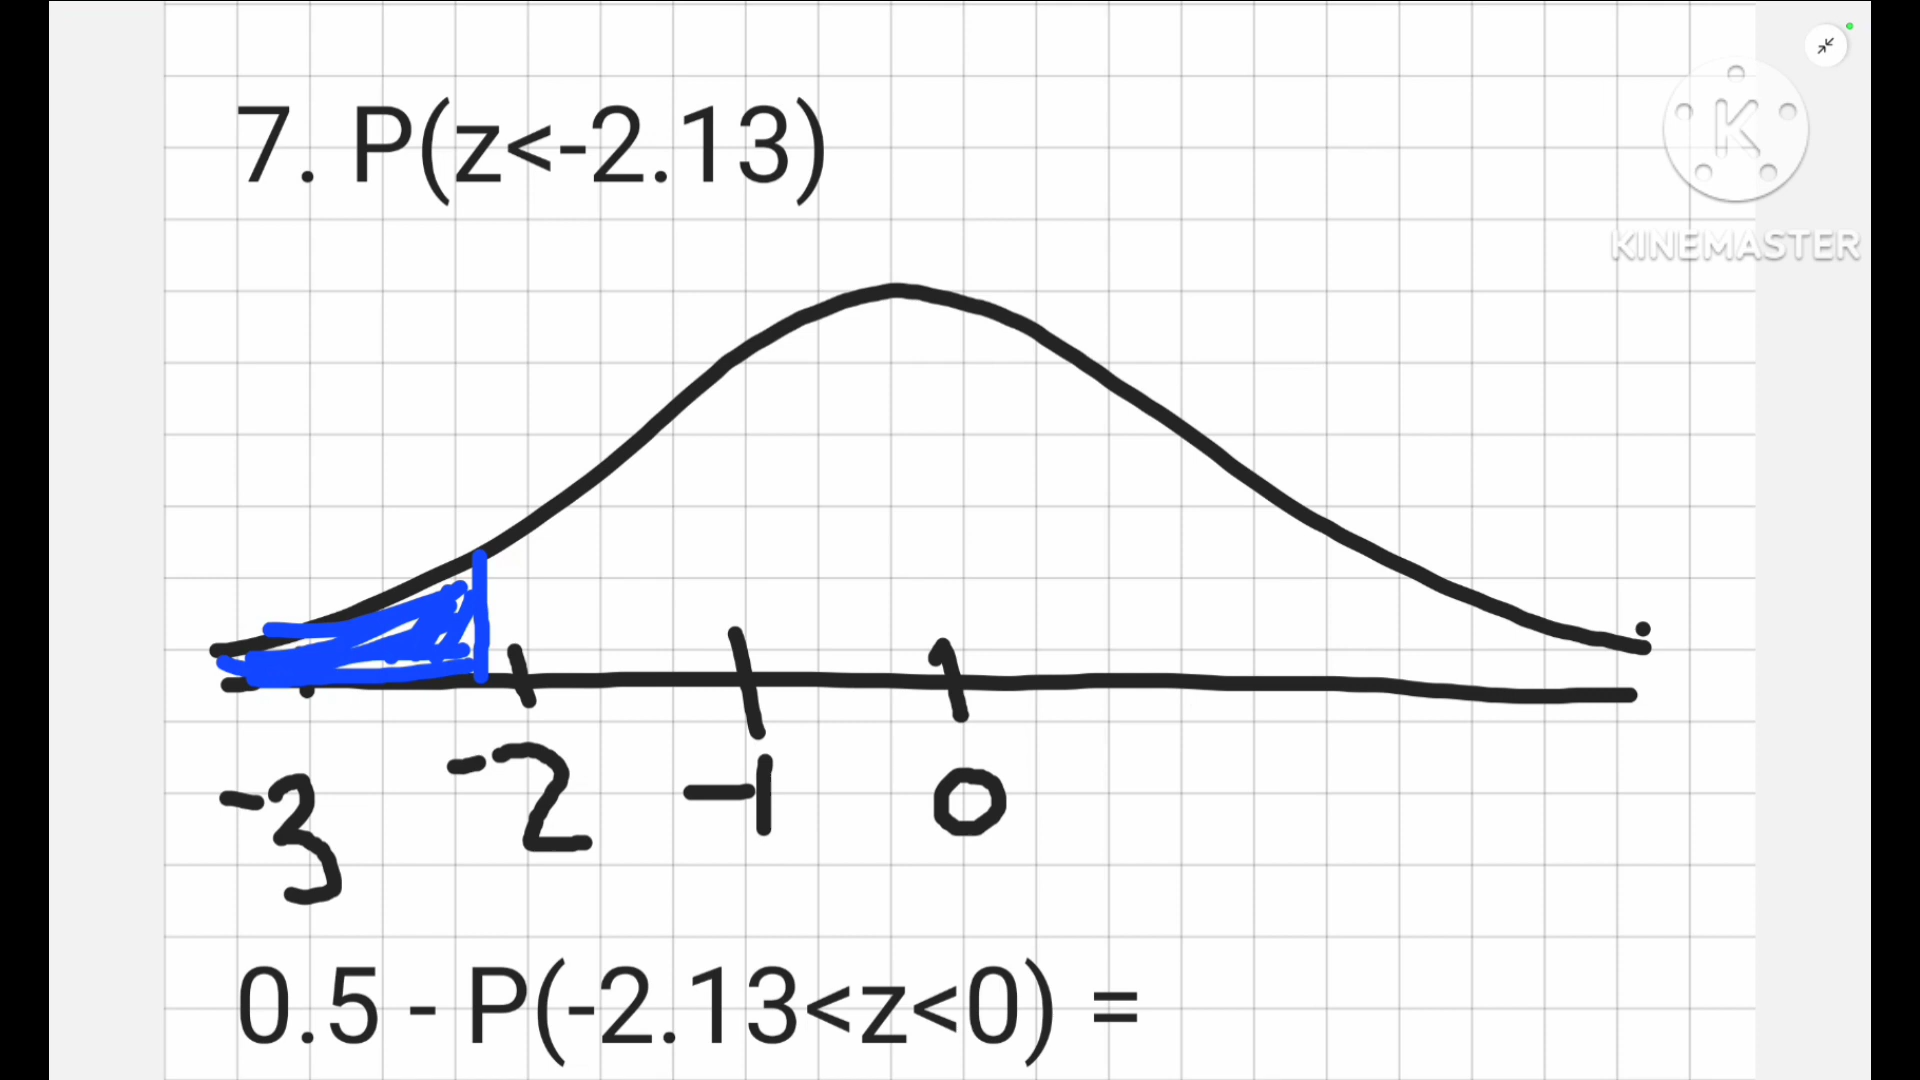 7. P(z<-2.13)
K
KINEMASTER
-3 -2 -1 0
0.5 - P(-2.13<z<0) =